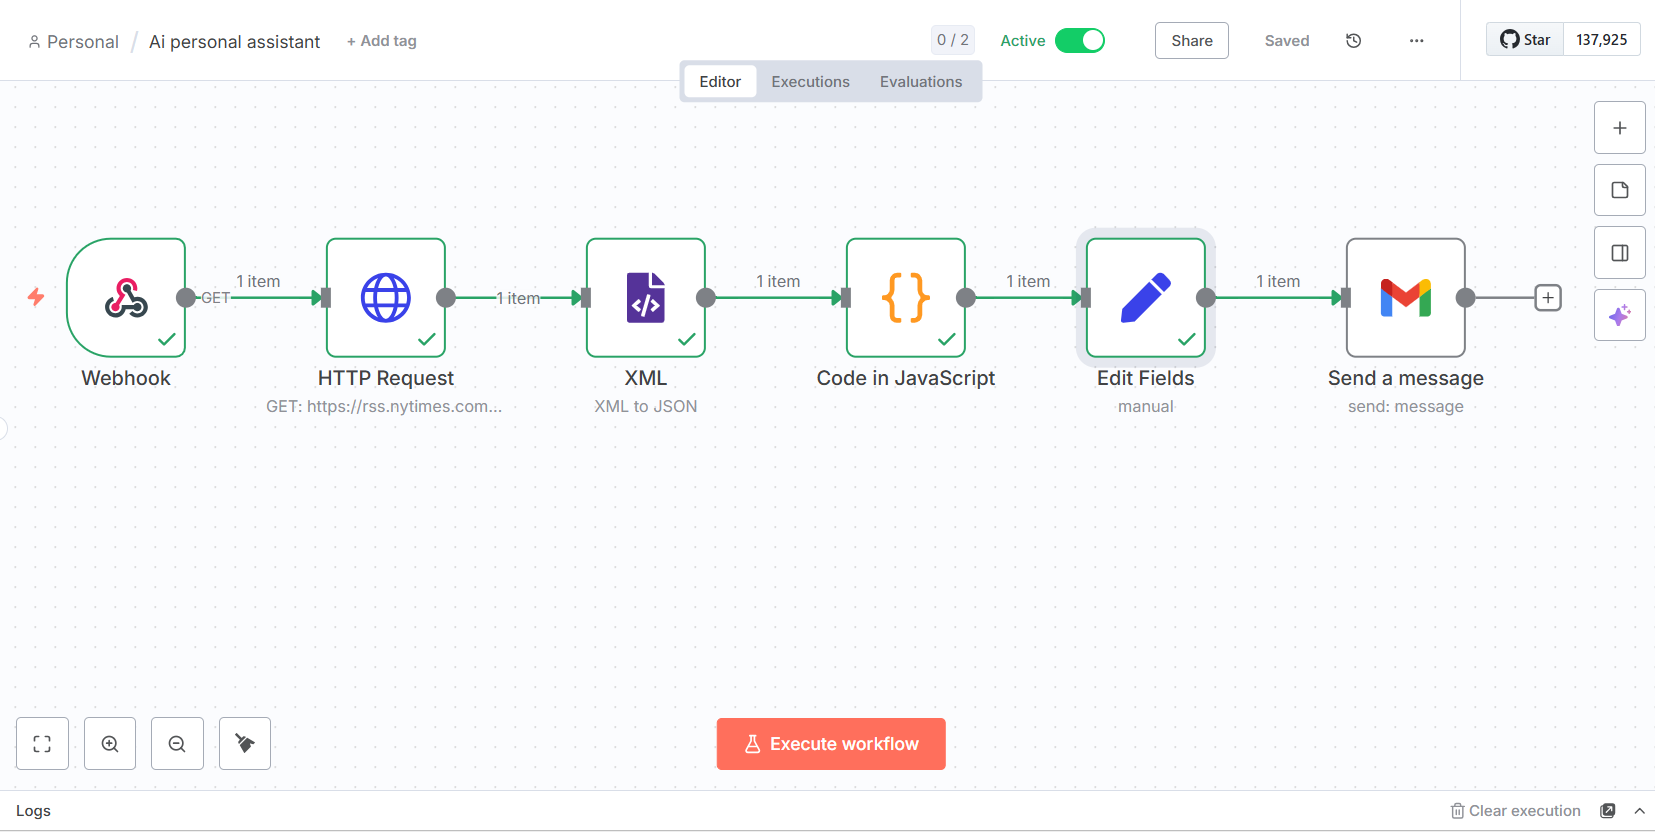 Personal / Ai personal assistant + Add tag
0 / 2 Active Share Saved Star 137,925
Editor Executions Evaluations
GET 1 item 1 item 1 item 1 item 1 item
Webhook HTTP Request XML Code in JavaScript Edit Fields Send a message
GET: https://rss.nytimes.com... XML to JSON manual send: message
Execute workflow
Logs Clear execution